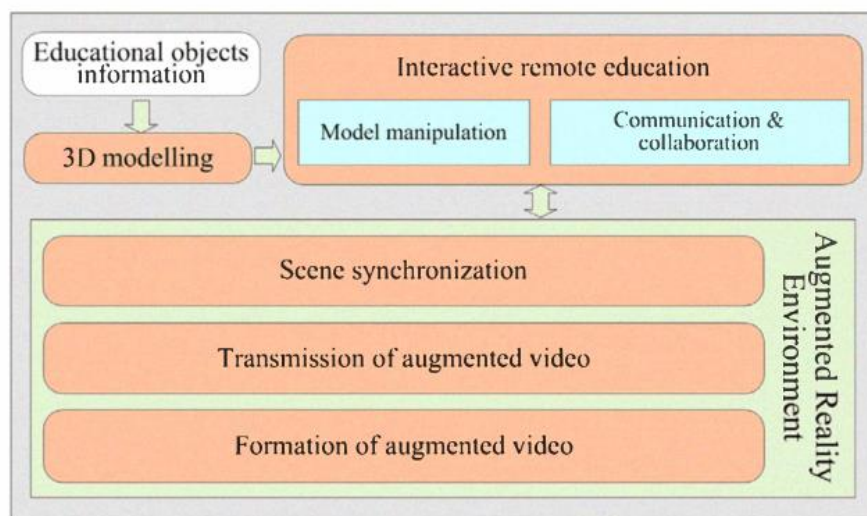 Educational objects
information
3D modelling
Interactive remote education
Model manipulation
Communication &
collaboration
Scene synchronization
Transmission of augmented video
Formation of augmented video
Augmented Reality
Environment